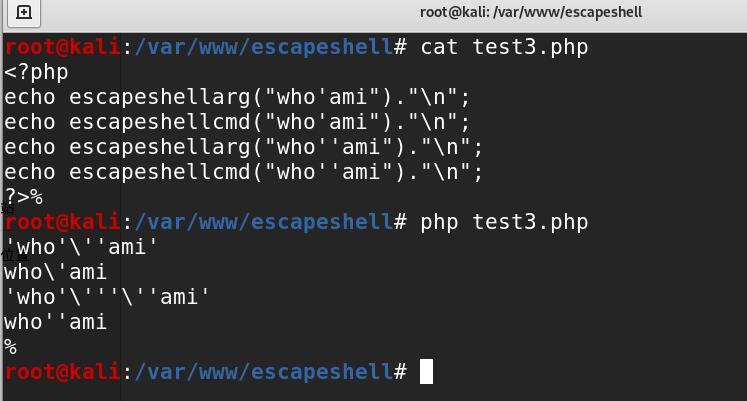 root@kali: /var/www/escapeshell
root@kali:/var/www/escapeshell# cat test3.php
<?php
echo escapeshellarg("who'ami")."\n";
echo escapeshellcmd("who'ami")."\n";
echo escapeshellarg("who''ami")."\n";
echo escapeshellcmd("who''ami")."\n";
?>%
root@kali:/var/www/escapeshell# php test3.php
'who'\''ami'
who\'ami
'who'\'''\''ami'
who''ami
%
root@kali:/var/www/escapeshell#